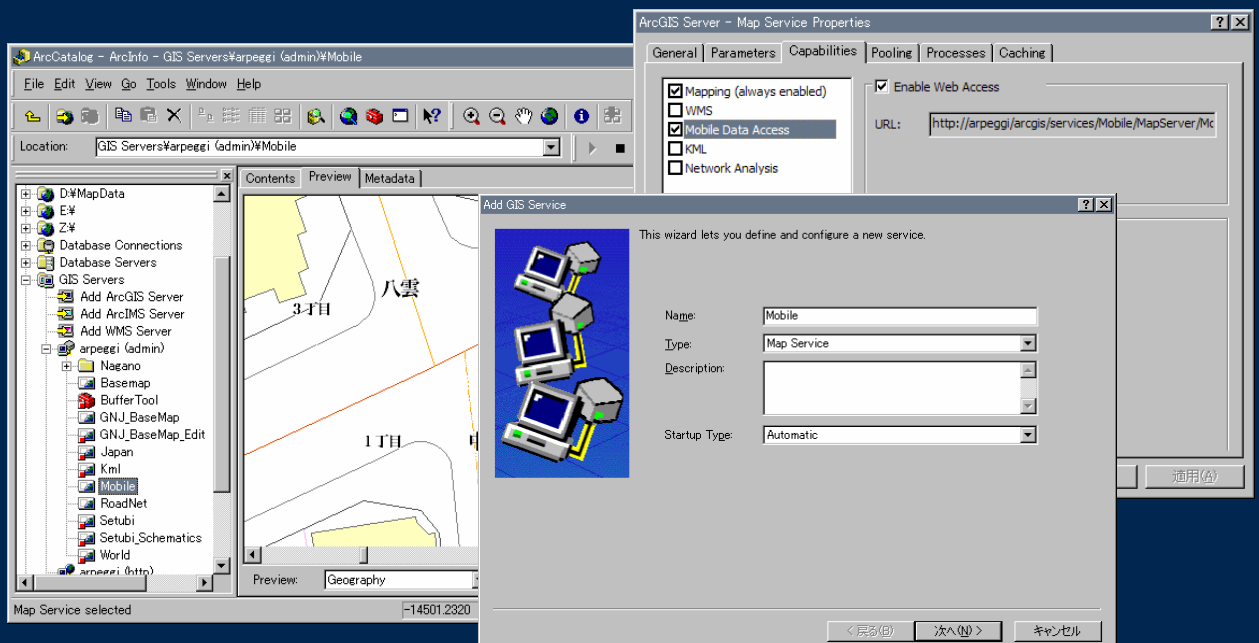 ArcCatalog - ArcInfo - GIS Servers¥arpeggi (admin)¥Mobile
File Edit View Go Tools Window Help
Location: GIS Servers¥arpeggi (admin)¥Mobile
D:¥MapData
E:¥
Z:¥
Database Connections
Database Servers
GIS Servers
Add ArcGIS Server
Add ArcIMS Server
Add WMS Server
arpeggi (admin)
Nagano
Basemap
BufferTool
GNJ_BaseMap
GNJ_BaseMap_Edit
Japan
Kml
Mobile
RoadNet
Setubi
Setubi_Schematics
World
arpeggi (http)
Contents Preview Metadata
八雲
3丁目
1丁目
Preview: Geography
Map Service selected
-14501.2320
ArcGIS Server - Map Service Properties
General Parameters Capabilities Pooling Processes Caching
Mapping (always enabled)
WMS
Mobile Data Access
KML
Network Analysis
Enable Web Access
URL: http://arpeggi/arcgis/services/Mobile/MapServer/Mc
適用(A)
Add GIS Service
This wizard lets you define and configure a new service.
Name: Mobile
Type: Map Service
Description:
Startup Type: Automatic
< 戻る(B) 次へ(N) > キャンセル